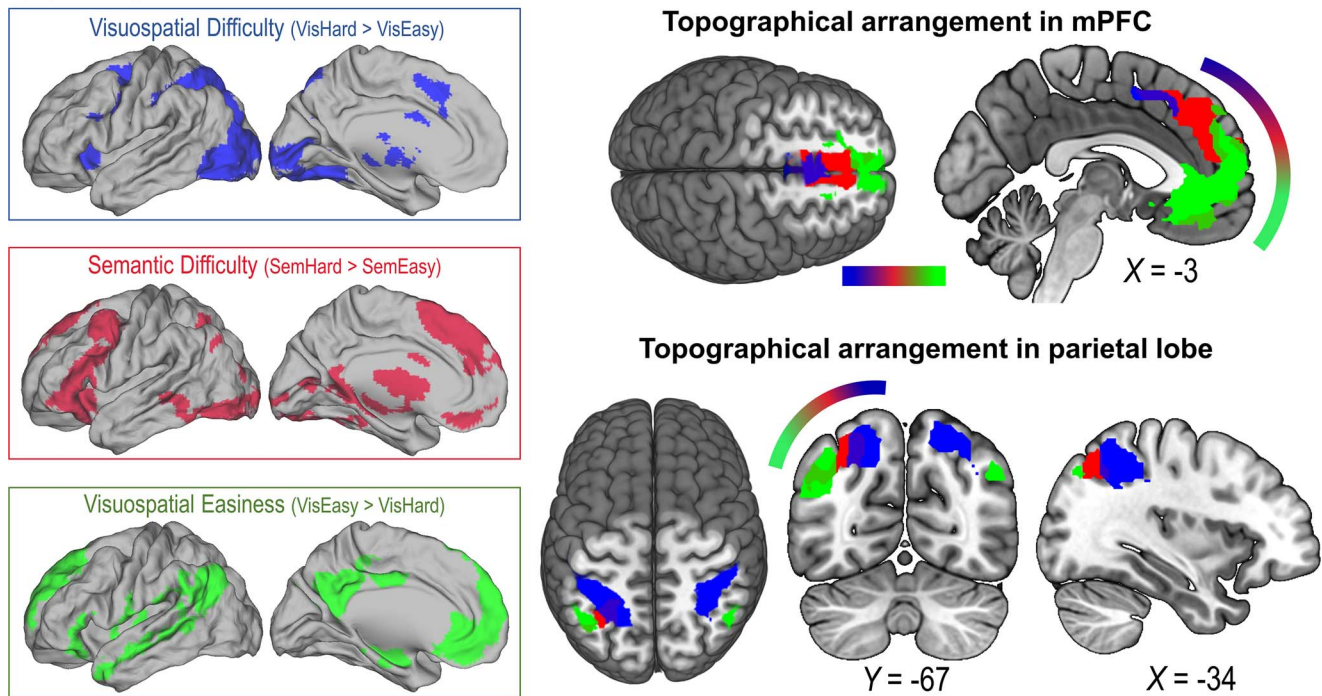 Visuospatial Difficulty (VisHard > VisEasy)
Semantic Difficulty (SemHard > SemEasy)
Visuospatial Easiness (VisEasy > VisHard)
Topographical arrangement in mPFC
X = -3
Topographical arrangement in parietal lobe
Y = -67
X = -34